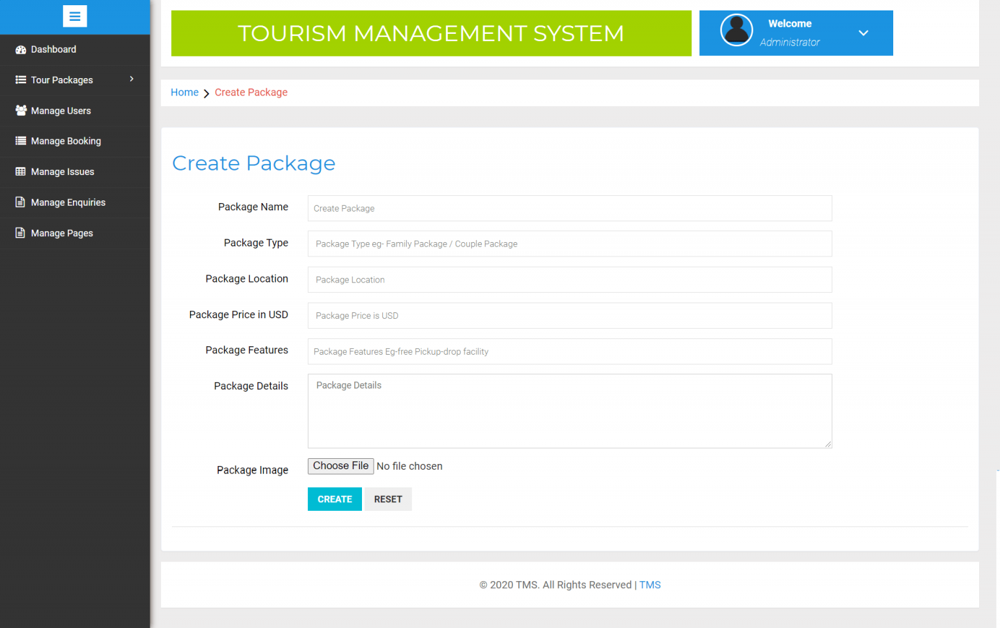 TOURISM MANAGEMENT SYSTEM
Welcome
Administrator
Dashboard
Tour Packages
Manage Users
Manage Booking
Manage Issues
Manage Enquiries
Manage Pages
Home
Create Package
Create Package
Package Name
Create Package
Package Type
Package Type eg- Family Package / Couple Package
Package Location
Package Location
Package Price in USD
Package Price is USD
Package Features
Package Features Eg-free Pickup-drop facility
Package Details
Package Details
Package Image
Choose File No file chosen
CREATE RESET
© 2020 TMS. All Rights Reserved | TMS